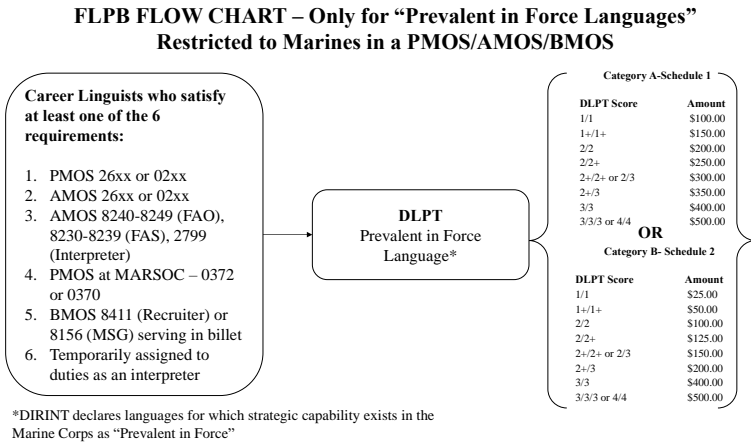 FLPB FLOW CHART – Only for “Prevalent in Force Languages”
Restricted to Marines in a PMOS/AMOS/BMOS
Career Linguists who satisfy
at least one of the 6
requirements:
1. PMOS 26xx or 02xx
2. AMOS 26xx or 02xx
3. AMOS 8240-8249 (FAO),
8230-8239 (FAS), 2799
(Interpreter)
4. PMOS at MARSOC – 0372
or 0370
5. BMOS 8411 (Recruiter) or
8156 (MSG) serving in billet
6. Temporarily assigned to
duties as an interpreter
DLPT
Prevalent in Force
Language*
Category A-Schedule 1
DLPT Score Amount
1/1 $100.00
1+/1+ $150.00
2/2 $200.00
2/2+ $250.00
2+/2+ or 2/3 $300.00
2+/3 $350.00
3/3 $400.00
3/3/3 or 4/4 $500.00
OR
Category B- Schedule 2
DLPT Score Amount
1/1 $25.00
1+/1+ $50.00
2/2 $100.00
2/2+ $125.00
2+/2+ or 2/3 $150.00
2+/3 $200.00
3/3 $400.00
3/3/3 or 4/4 $500.00
*DIRINT declares languages for which strategic capability exists in the
Marine Corps as “Prevalent in Force”